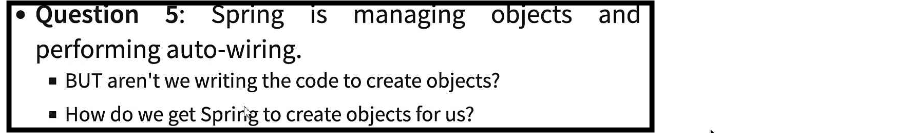 • Question 5: Spring is managing objects and
performing auto-wiring.
▪ BUT aren't we writing the code to create objects?
▪ How do we get Spring to create objects for us?